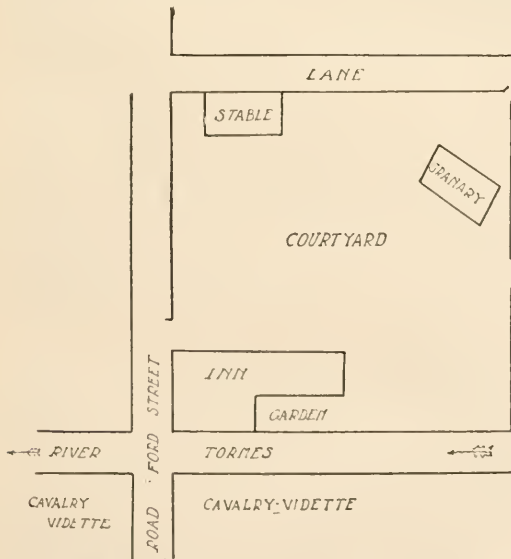 LANE
STABLE
GRANARY
COURTYARD
INN
GARDEN
ROAD · FORD STREET
RIVER TORMES
CAVALRY
VIDETTE
CAVALRY-VIDETTE